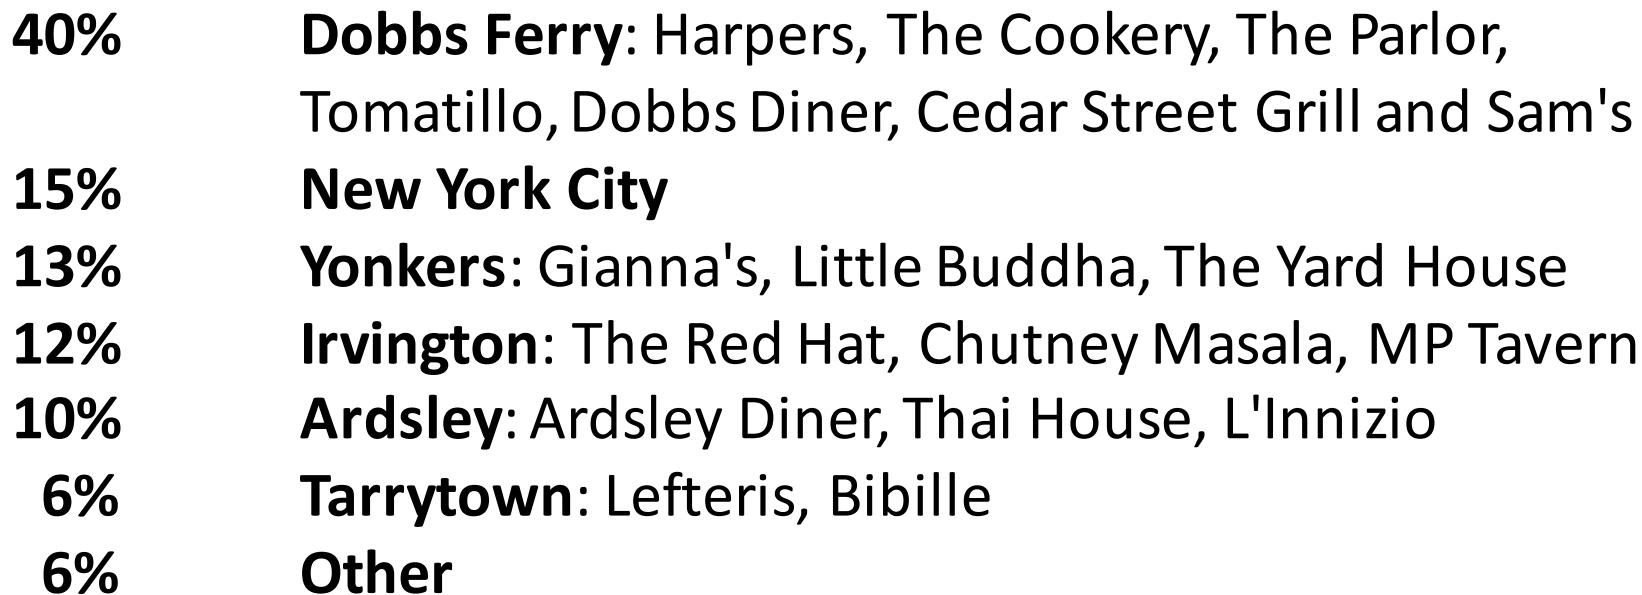 40% Dobbs Ferry: Harpers, The Cookery, The Parlor,
Tomatillo, Dobbs Diner, Cedar Street Grill and Sam's
15% New York City
13% Yonkers: Gianna's, Little Buddha, The Yard House
12% Irvington: The Red Hat, Chutney Masala, MP Tavern
10% Ardsley: Ardsley Diner, Thai House, L'Innizio
6% Tarrytown: Lefteris, Bibille
6% Other